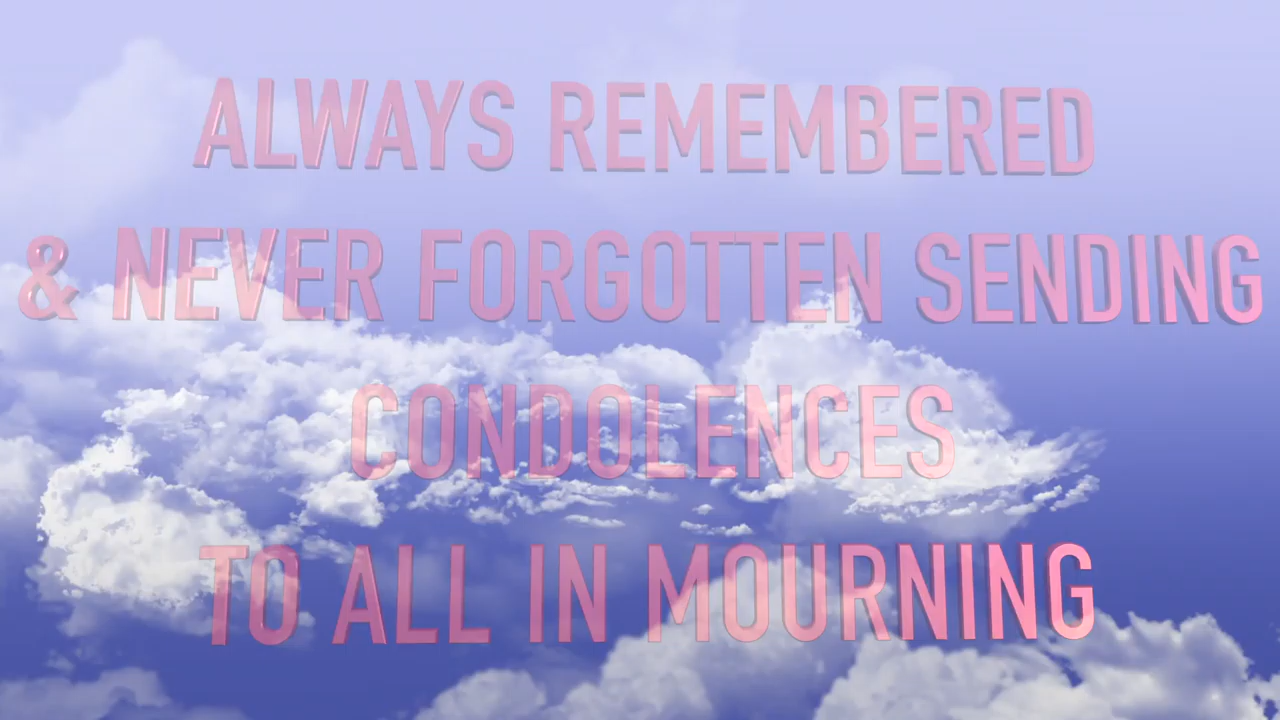 ALWAYS REMEMBERED
& NEVER FORGOTTEN SENDING
CONDOLENCES
TO ALL IN MOURNING